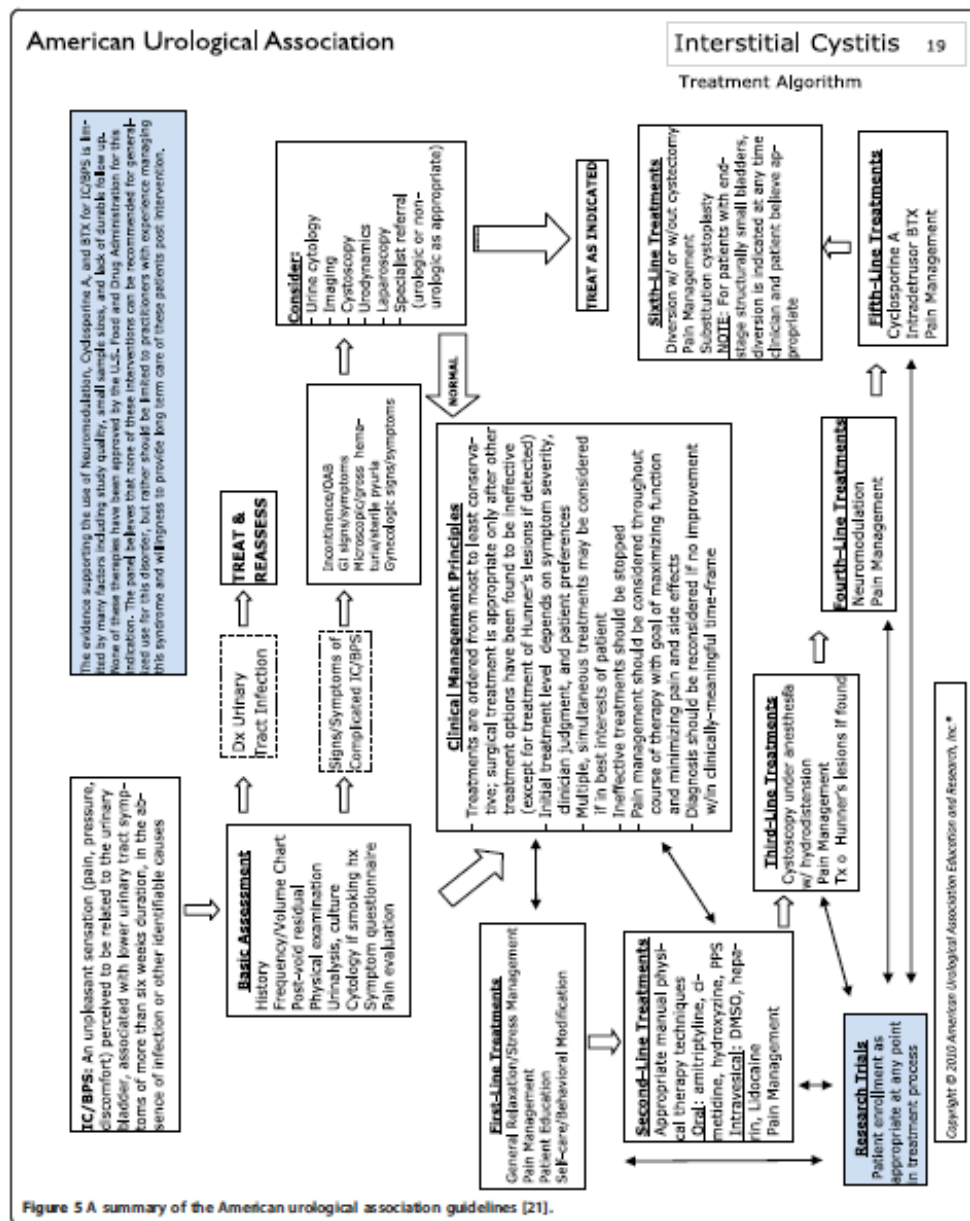 American Urological Association
Interstitial Cystitis 19
Treatment Algorithm
IC/BPS: An unpleasant sensation (pain, pressure,
discomfort) perceived to be related to the urinary
bladder, associated with lower urinary tract symp-
toms of more than six weeks duration, in the ab-
sence of infection or other identifiable causes
The evidence supporting the use of Neuromodulation, Cyclosporine A, and BTX for IC/BPS is lim-
ited by many factors including study quality, small sample sizes, and lack of durable follow up.
None of these therapies have been approved by the U.S. Food and Drug Administration for this
indication. The panel believes that none of these interventions can be recommended for general-
ized use for this disorder, but rather should be limited to practitioners with experience managing
this syndrome and willingness to provide long term care of these patients post intervention.
Basic Assessment
History
Frequency/Volume Chart
Post-void residual
Physical examination
Urinalysis, culture
Cytology if smoking hx
Symptom questionnaire
Pain evaluation
Dx Urinary
Tract Infection
TREAT &
REASSESS
Signs/Symptoms of
Complicated IC/BPS
Incontinence/OAB
GI signs/symptoms
Microscopic/gross hema-
turia/sterile pyuria
Gynecologic signs/symptoms
Consider:
- Urine cytology
- Imaging
- Cystoscopy
- Urodynamics
- Laparoscopy
- Specialist referral
(urologic or non-
urologic as appropriate)
NORMAL
TREAT AS INDICATED
Clinical Management Principles
- Treatments are ordered from most to least conserva-
tive; surgical treatment is appropriate only after other
treatment options have been found to be ineffective
(except for treatment of Hunner's lesions if detected)
- Initial treatment level depends on symptom severity,
clinician judgment, and patient preferences
- Multiple, simultaneous treatments may be considered
if in best interests of patient
- Ineffective treatments should be stopped
- Pain management should be considered throughout
course of therapy with goal of maximizing function
and minimizing pain and side effects
- Diagnosis should be reconsidered if no improvement
w/in clinically-meaningful time-frame
First-Line Treatments
General Relaxation/Stress Management
Pain Management
Patient Education
Self-care/Behavioral Modification
Second-Line Treatments
Appropriate manual physi-
cal therapy techniques
Oral: amitriptyline, ci-
metidine, hydroxyzine, PPS
Intravesical: DMSO, hepa-
rin, Lidocaine
Pain Management
Third-Line Treatments
Cystoscopy under anesthesia
w/ hydrodistension
Pain Management
Tx o Hunner's lesions if found
Fourth-Line Treatments
Neuromodulation
Pain Management
Fifth-Line Treatments
Cyclosporine A
Intradetrusor BTX
Pain Management
Sixth-Line Treatments
Diversion w/ or w/out cystectomy
Pain Management
Substitution cystoplasty
NOTE: For patients with end-
stage structurally small bladders,
diversion is indicated at any time
clinician and patient believe ap-
propriate
Research Trials
Patient enrollment as
appropriate at any point
in treatment process
Copyright © 2010 American Urological Association Education and Research, Inc.®
Figure 5 A summary of the American urological association guidelines [21].